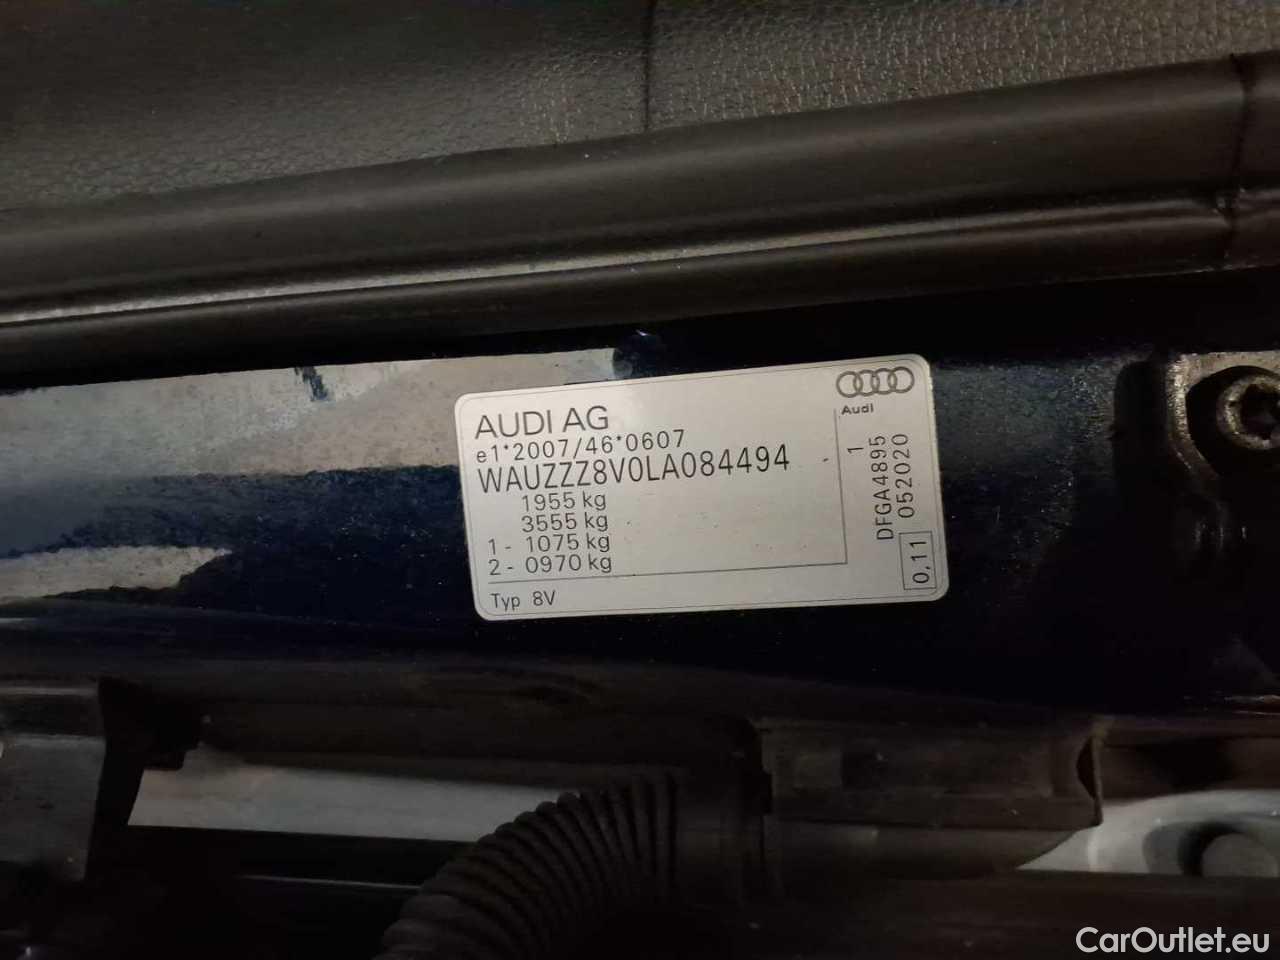 AUDI AG
e1*2007/46*0607
WAUZZZ8V0LA084494
1955 kg
3555 kg
1 - 1075 kg
2 - 0970 kg
Typ 8V
Audi
1
DFGA4895
052020
0,11
CarOutlet.eu